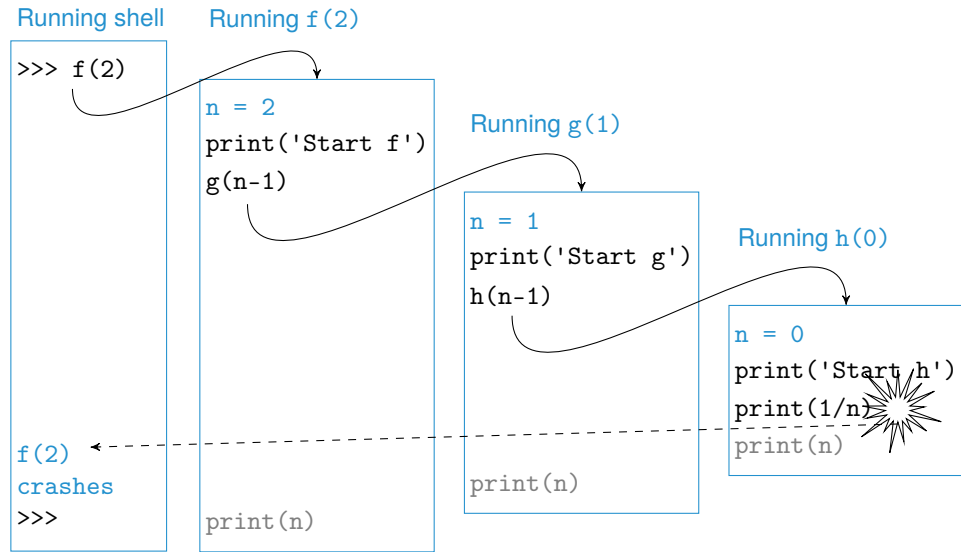 Running shell
>>> f(2)
f(2)
crashes
>>>
Running f(2)
n = 2
print('Start f')
g(n-1)
print(n)
Running g(1)
n = 1
print('Start g')
h(n-1)
print(n)
Running h(0)
n = 0
print('Start h')
print(1/n)
print(n)